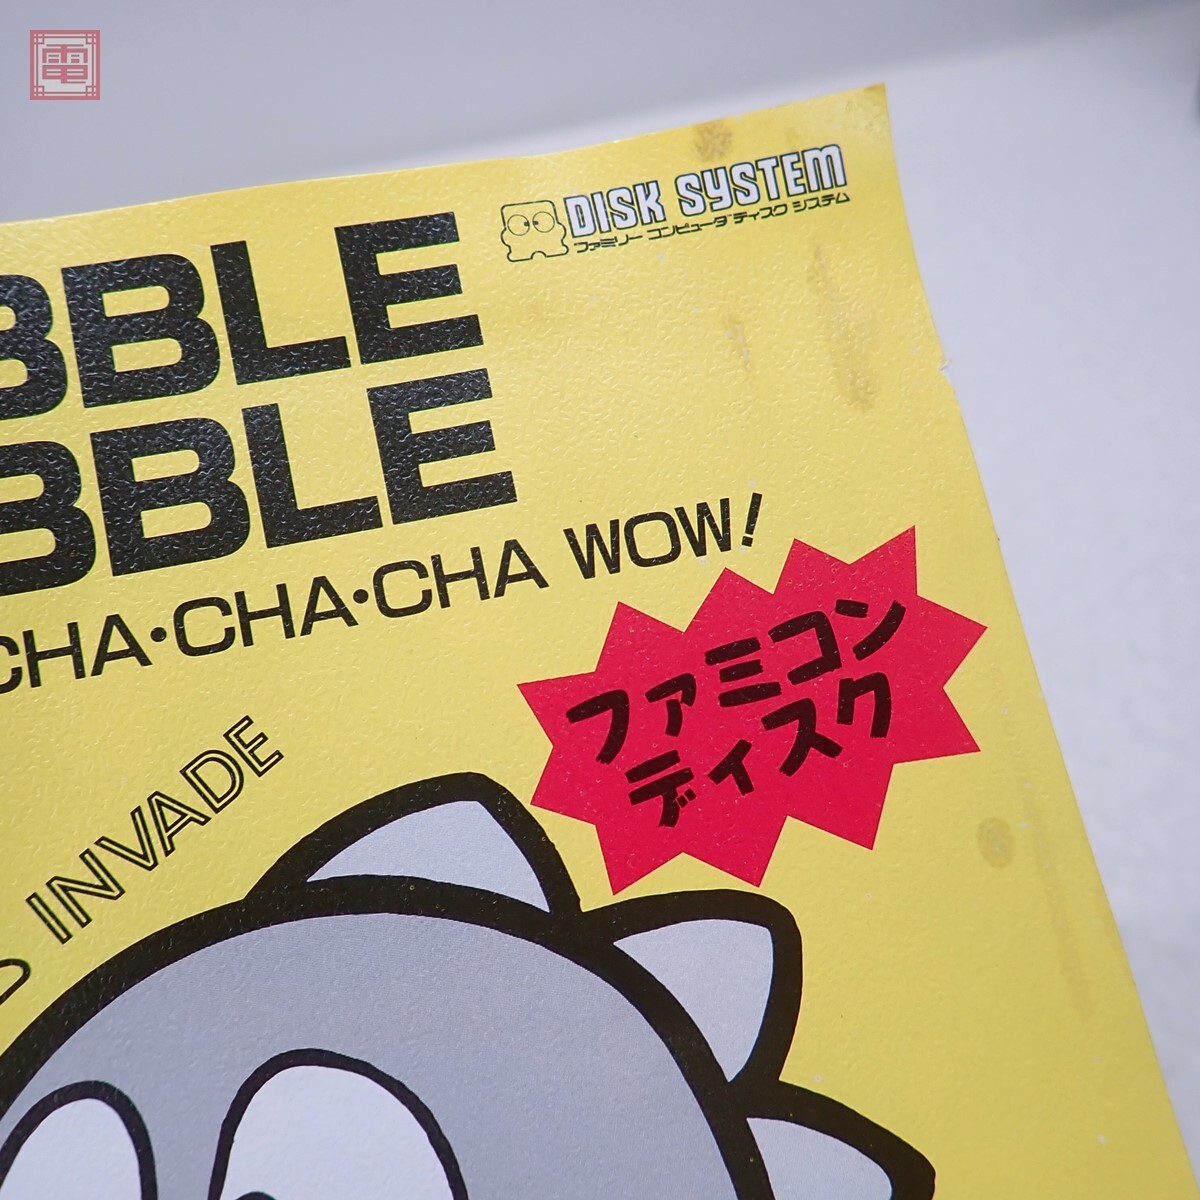 電
DISK SYSTEM
ファミリー コンピュータ ディスク システム
BBLE
BBLE
CHA・CHA・CHA WOW!
ファミコン
ディスク
INVADE